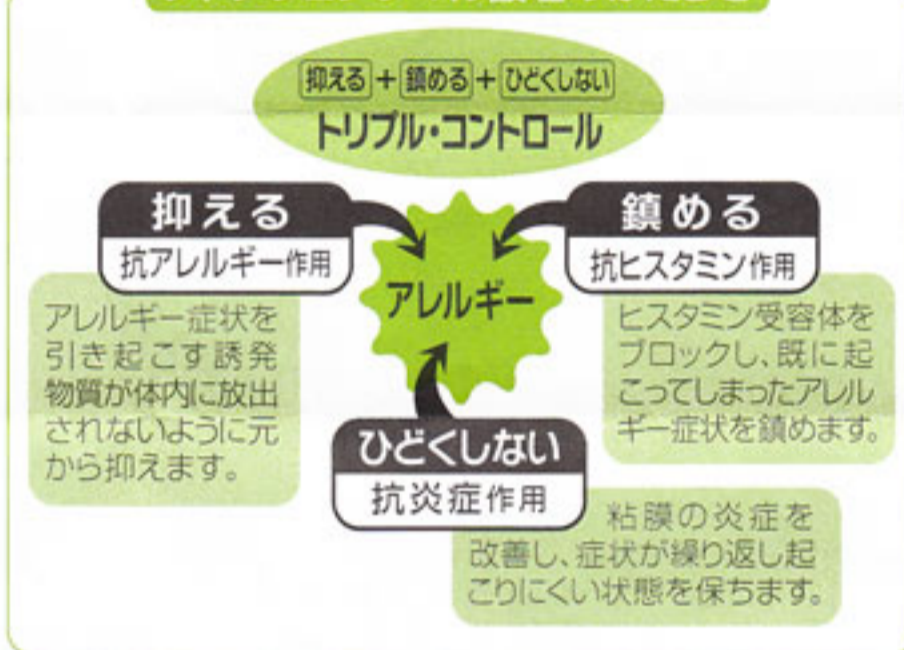 抑える+鎮める+ひどくしない
トリプル・コントロール
抑える
抗アレルギー作用
アレルギー症状を
引き起こす誘発
物質が体内に放出
されないように元
から抑えます。
アレルギー
鎮める
抗ヒスタミン作用
ヒスタミン受容体を
ブロックし、既に起
こってしまったアレル
ギー症状を鎮めます。
ひどくしない
抗炎症作用
粘膜の炎症を
改善し、症状が繰り返し起
こりにくい状態を保ちます。